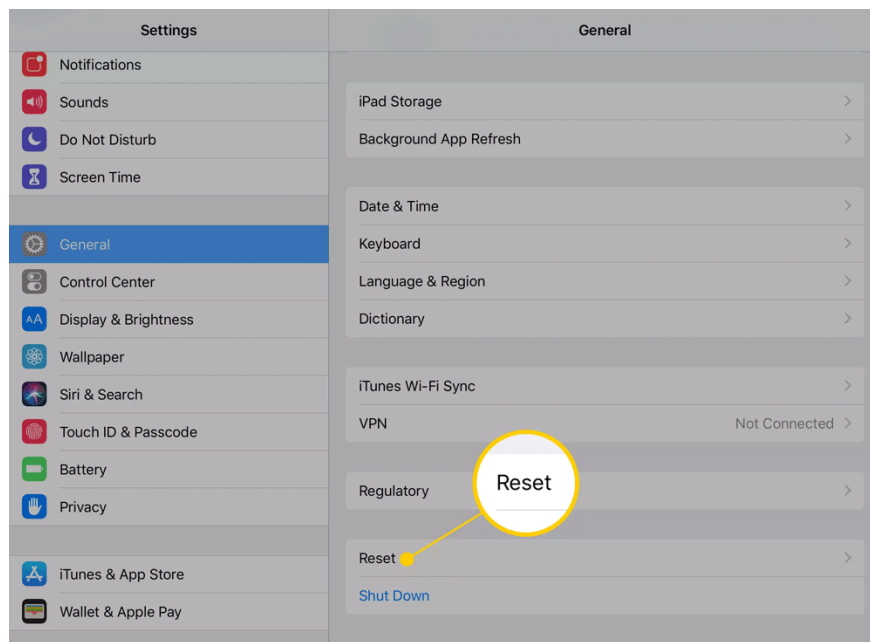 Settings
Notifications
Sounds
Do Not Disturb
Screen Time
General
Control Center
AA
Display & Brightness
Wallpaper
Siri & Search
Touch ID & Passcode
Battery
Privacy
iTunes & App Store
Wallet & Apple Pay
General
iPad Storage
Background App Refresh
Date & Time
Keyboard
Language & Region
Dictionary
iTunes Wi-Fi Sync
VPN Not Connected
Regulatory
Reset
Reset
Shut Down